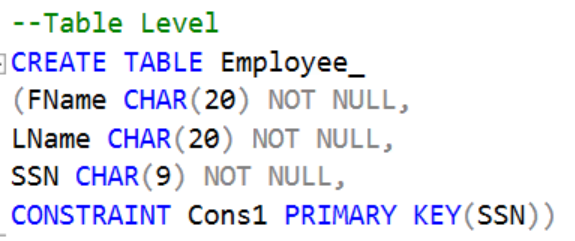 --Table Level
CREATE TABLE Employee_
(FName CHAR(20) NOT NULL,
LName CHAR(20) NOT NULL,
SSN CHAR(9) NOT NULL,
CONSTRAINT Cons1 PRIMARY KEY(SSN))